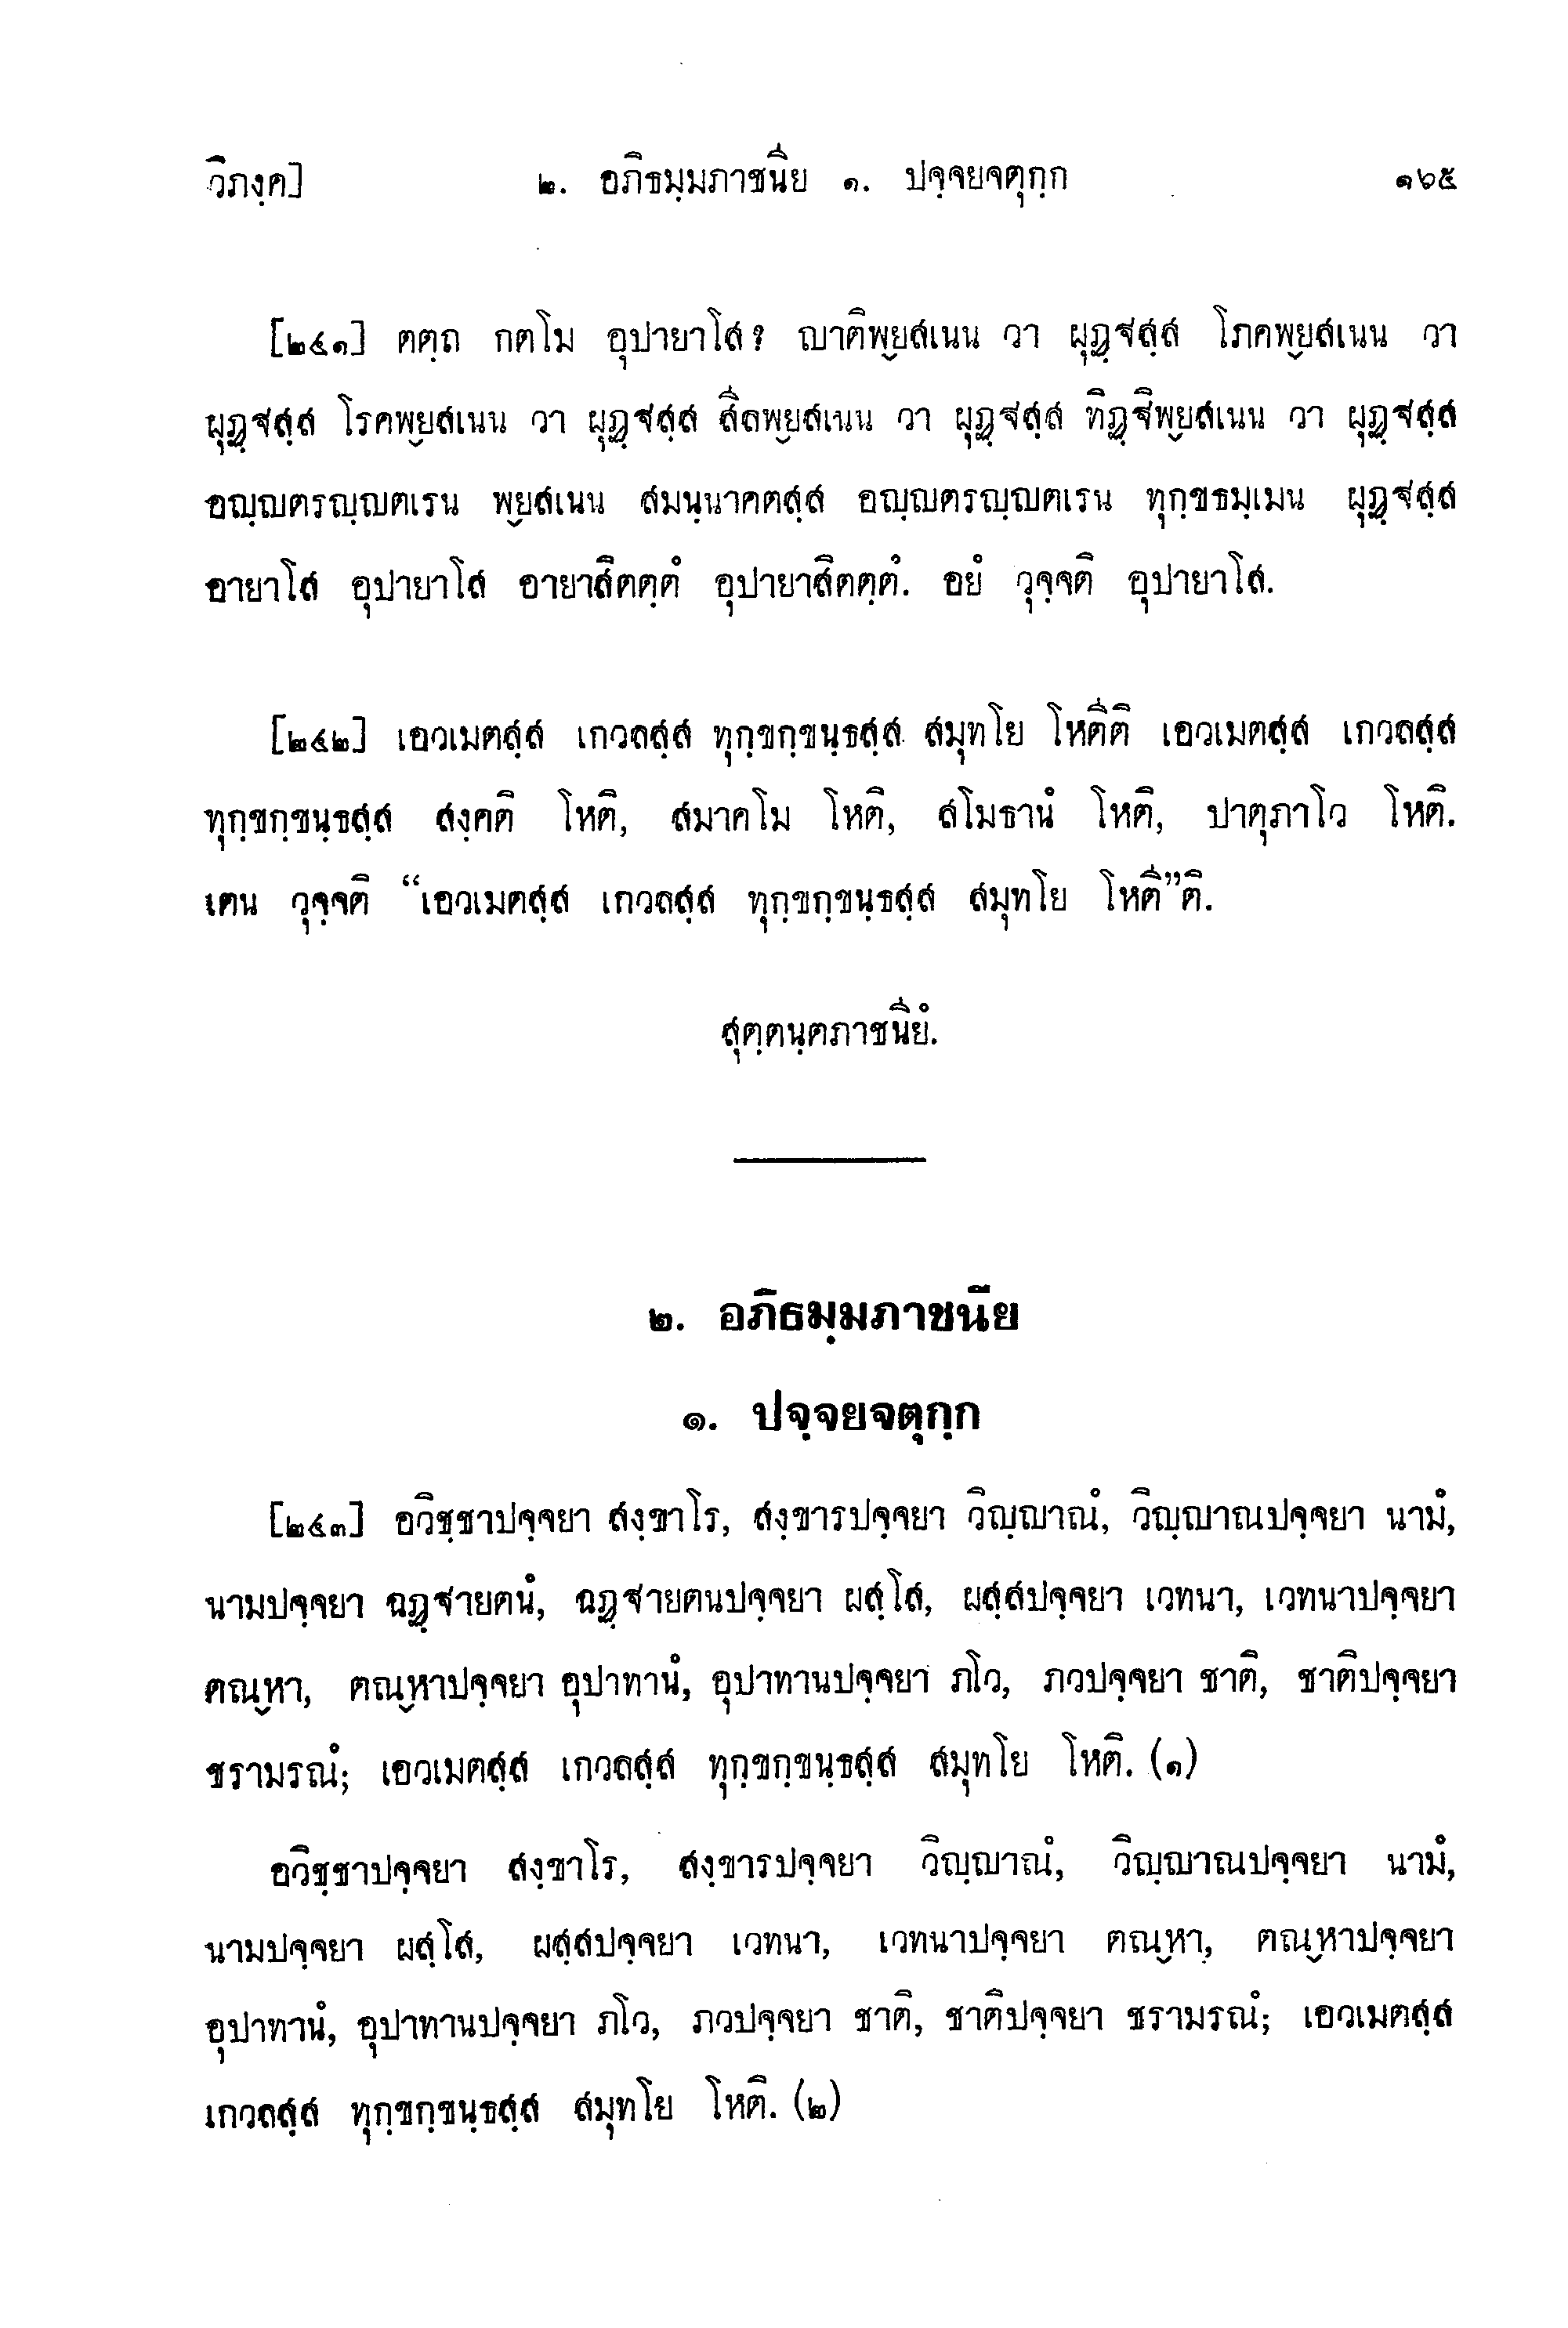 วิภงฺค]	๒. อภิธมฺมภาชนีย ๑. ปจฺจยจตุกฺก	๑๖๕
[๒๔๑] ตตฺถ กตโม อุปายาโส? ญาติพฺยสเนน วา ผุฏฺฐสฺส โภคพฺยสเนน วา
ผุฏฺฐสฺส โรคพฺยสเนน วา ผุฏฺฐสฺส สีลพฺยสเนน วา ผุฏฺฐสฺส ทิฏฺฐิพฺยสเนน วา ผุฏฺฐสฺส
อญฺญตรญฺญตเรน พฺยสเนน สมนฺนาคตสฺส อญฺญตรญฺญตเรน ทุกฺขธมฺเมน ผุฏฺฐสฺส
อายาโส อุปายาโส อายาสิตตฺตํ อุปายาสิตตฺตํ. อยํ วุจฺจติ อุปายาโส.
[๒๔๒] เอวเมตสฺส เกวลสฺส ทุกฺขกฺขนฺธสฺส สมุทโย โหตีติ เอวเมตสฺส เกวลสฺส
ทุกฺขกฺขนฺธสฺส สงฺคติ โหติ, สมาคโม โหติ, สโมธานํ โหติ, ปาตุภาโว โหติ.
เตน วุจฺจติ “เอวเมตสฺส เกวลสฺส ทุกฺขกฺขนฺธสฺส สมุทโย โหตี”ติ.
สุตฺตนฺตภาชนียํ.
๒. อภิธมฺมภาชนีย
๑. ปจฺจยจตุกฺก
[๒๔๓] อวิชฺชาปจฺจยา สงฺขาโร, สงฺขารปจฺจยา วิญฺญาณํ, วิญฺญาณปจฺจยา นามํ,
นามปจฺจยา ฉฏฺฐายตนํ, ฉฏฺฐายตนปจฺจยา ผสฺโส, ผสฺสปจฺจยา เวทนา, เวทนาปจฺจยา
ตณฺหา, ตณฺหาปจฺจยา อุปาทานํ, อุปาทานปจฺจยา ภโว, ภวปจฺจยา ชาติ, ชาติปจฺจยา
ชรามรณํ; เอวเมตสฺส เกวลสฺส ทุกฺขกฺขนฺธสฺส สมุทโย โหติ. (๑)
อวิชฺชาปจฺจยา สงฺขาโร, สงฺขารปจฺจยา วิญฺญาณํ, วิญฺญาณปจฺจยา นามํ,
นามปจฺจยา ผสฺโส, ผสฺสปจฺจยา เวทนา, เวทนาปจฺจยา ตณฺหา, ตณฺหาปจฺจยา
อุปาทานํ, อุปาทานปจฺจยา ภโว, ภวปจฺจยา ชาติ, ชาติปจฺจยา ชรามรณํ; เอวเมตสฺส
เกวลสฺส ทุกฺขกฺขนฺธสฺส สมุทโย โหติ. (๒)